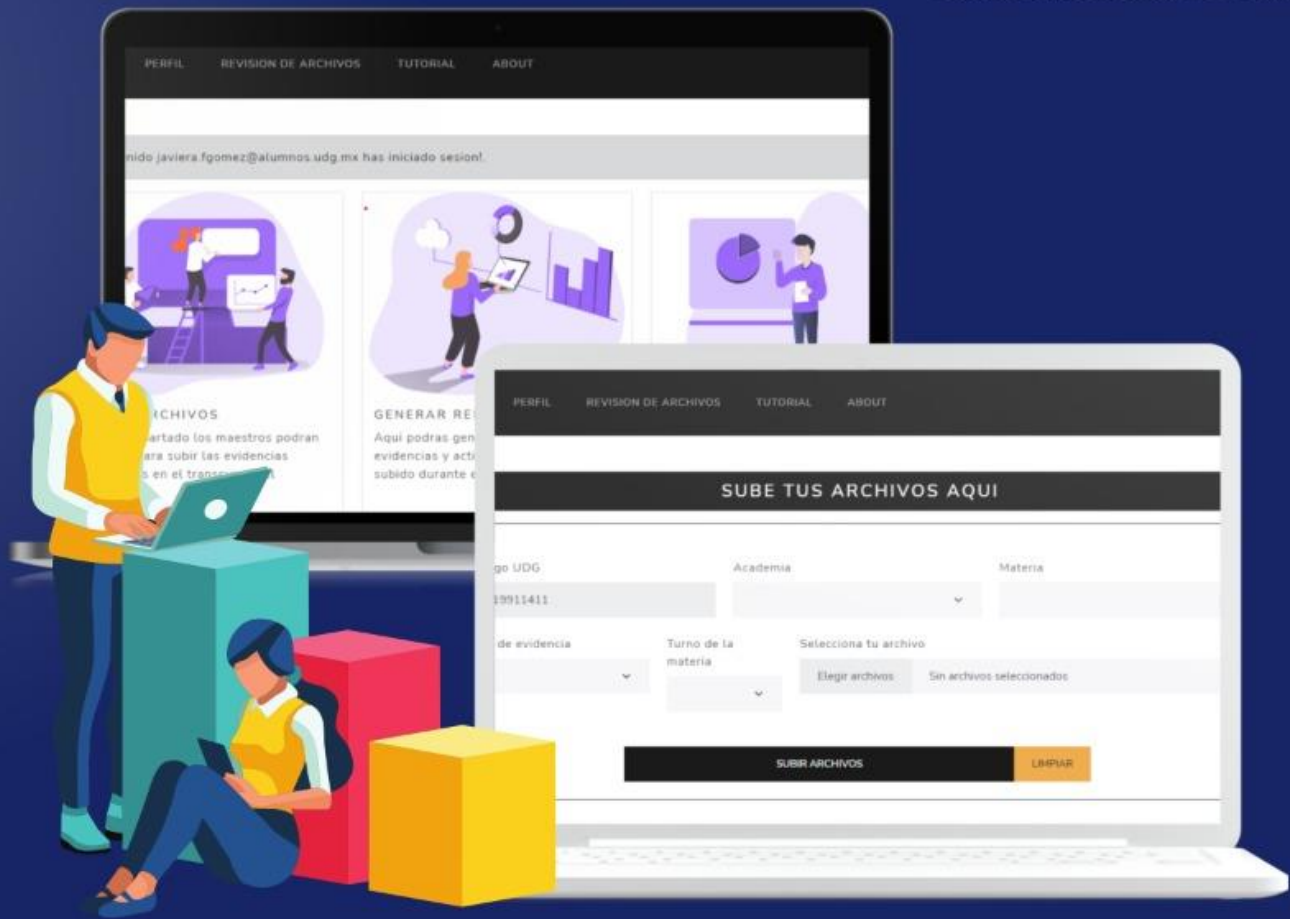 PERFIL REVISION DE ARCHIVOS TUTORIAL ABOUT
nido javiera.fgomez@alumnos.udg.mx has iniciado sesion!.
RCHIVOS
artado los maestros podran
ara subir las evidencias
s en el trans
GENERAR RE
Aqui podras gen
evidencias y acti
subido durante e
PERFIL REVISION DE ARCHIVOS TUTORIAL ABOUT
SUBE TUS ARCHIVOS AQUI
go UDG Academia Materia
19911411
de evidencia Turno de la Selecciona tu archivo
materia
Elegir archivos Sin archivos seleccionados
SUBIR ARCHIVOS LIMPIAR